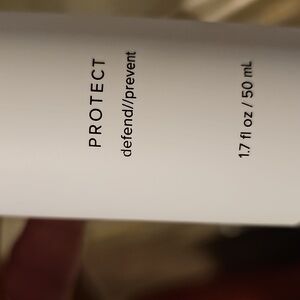 PROTECT
defend//prevent
1.7 fl oz / 50 mL